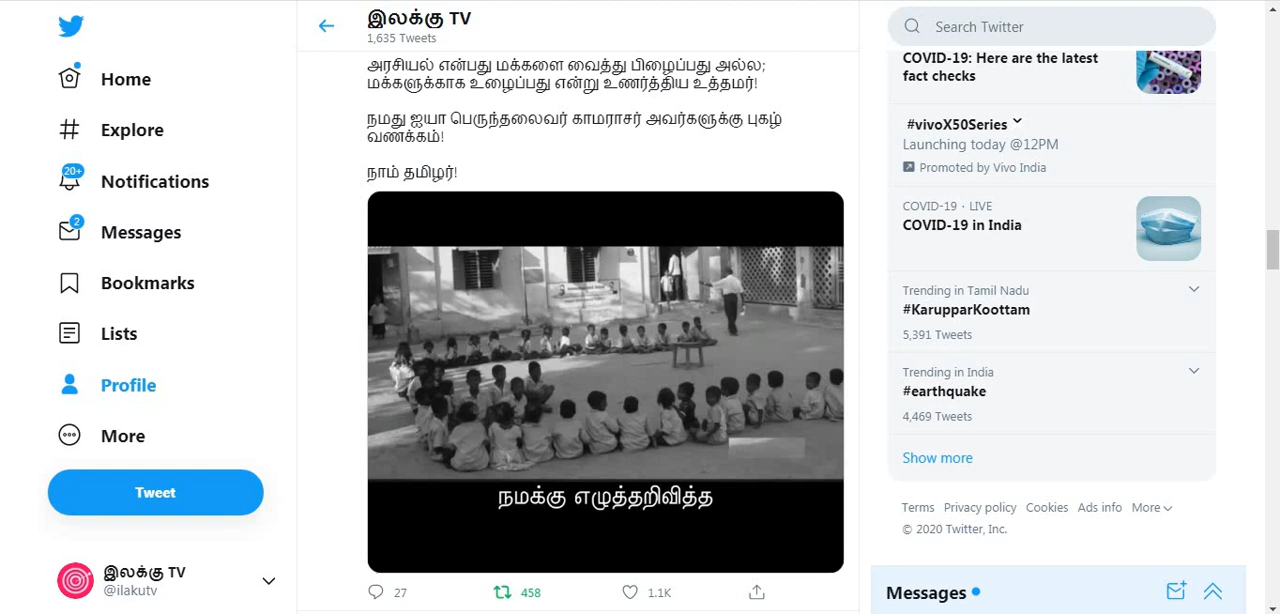 Home
Explore
20+
Notifications
2
Messages
Bookmarks
Lists
Profile
More
Tweet
இலக்கு TV
@ilakutv
இலக்கு TV
1,635 Tweets
அரசியல் என்பது மக்களை வைத்து பிழைப்பது அல்ல;
மக்களுக்காக உழைப்பது என்று உணர்த்திய உத்தமர்!
நமது ஐயா பெருந்தலைவர் காமராசர் அவர்களுக்கு புகழ்
வணக்கம்!
நாம் தமிழர்!
நமக்கு எழுத்தறிவித்த
27
458
1.1K
Search Twitter
COVID-19: Here are the latest
fact checks
#vivoX50Series
Launching today @12PM
Promoted by Vivo India
COVID-19 · LIVE
COVID-19 in India
Trending in Tamil Nadu
#KarupparKoottam
5,391 Tweets
Trending in India
#earthquake
4,469 Tweets
Show more
Terms Privacy policy Cookies Ads info More
© 2020 Twitter, Inc.
Messages